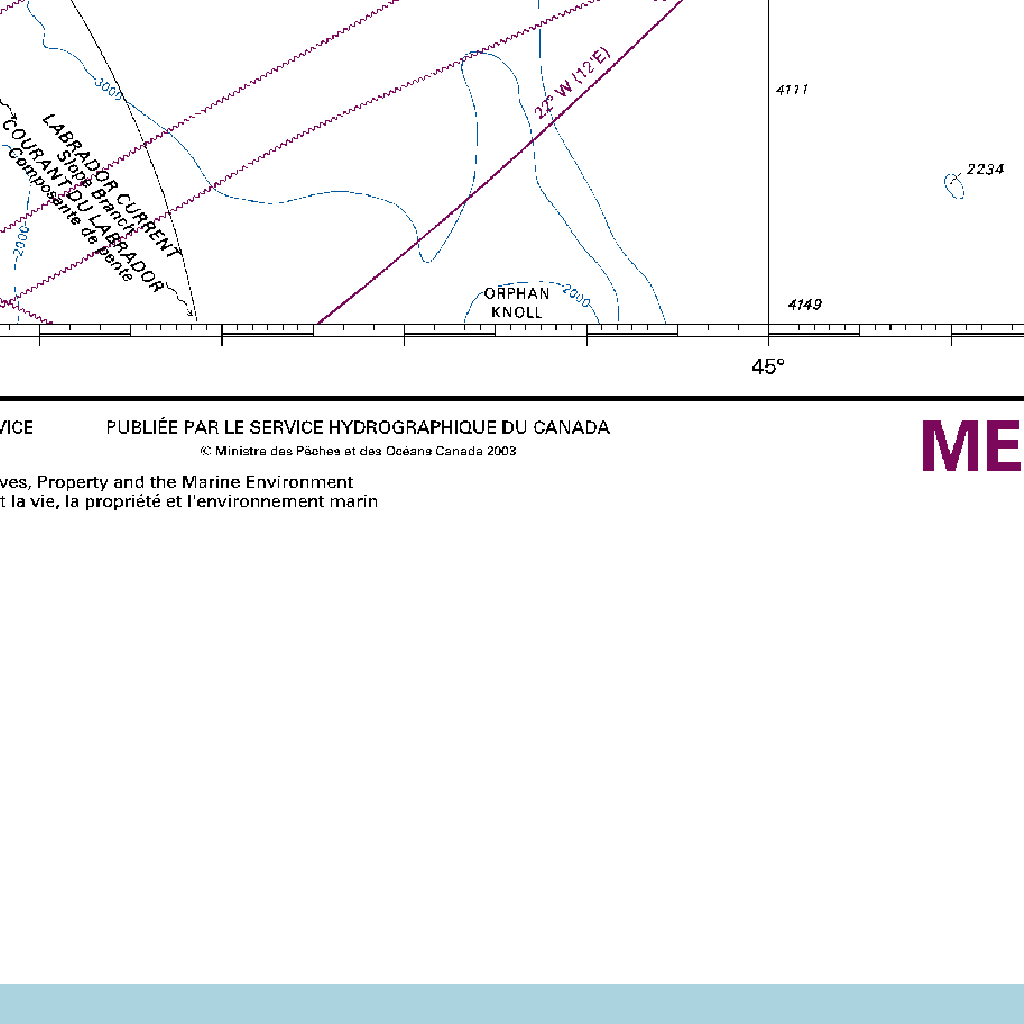 3000
22° W (12'E)
4111
2234
LABRADOR CURRENT
Slope Branch
COURANT DU LABRADOR
Composante de pente
2000
ORPHAN
KNOLL
2000
4149
45°
VICE
PUBLIÉE PAR LE SERVICE HYDROGRAPHIQUE DU CANADA
© Ministre des Pêches et des Océans Canada 2003
ME
ves, Property and the Marine Environment
t la vie, la propriété et l'environnement marin